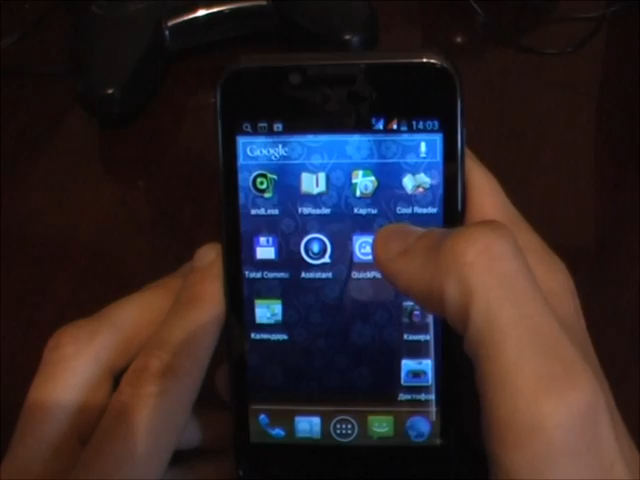 14:03
Google
andLess FBReader Карты Cool Reader
Total Comma Assistant QuickPic
Календарь Камера
Диктофон